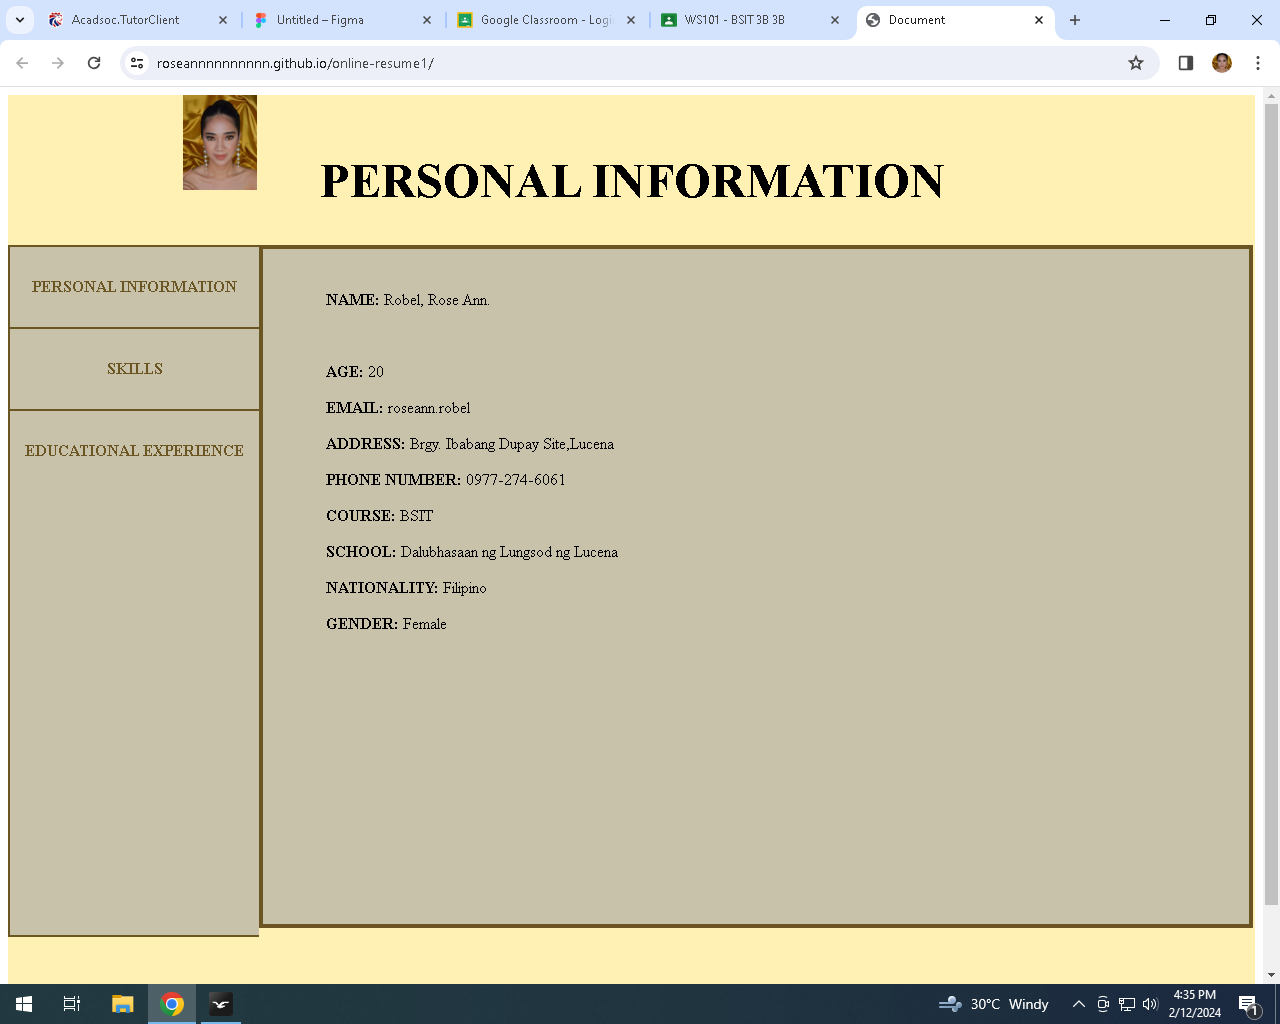 Acadsoc.TutorClient
Untitled – Figma
Google Classroom - Logi
WS101 - BSIT 3B 3B
Document
roseannnnnnnnnn.github.io/online-resume1/
PERSONAL INFORMATION
PERSONAL INFORMATION
SKILLS
EDUCATIONAL EXPERIENCE
NAME: Robel, Rose Ann.
AGE: 20
EMAIL: roseann.robel
ADDRESS: Brgy. Ibabang Dupay Site,Lucena
PHONE NUMBER: 0977-274-6061
COURSE: BSIT
SCHOOL: Dalubhasaan ng Lungsod ng Lucena
NATIONALITY: Filipino
GENDER: Female
30°C Windy
4:35 PM
2/12/2024
1